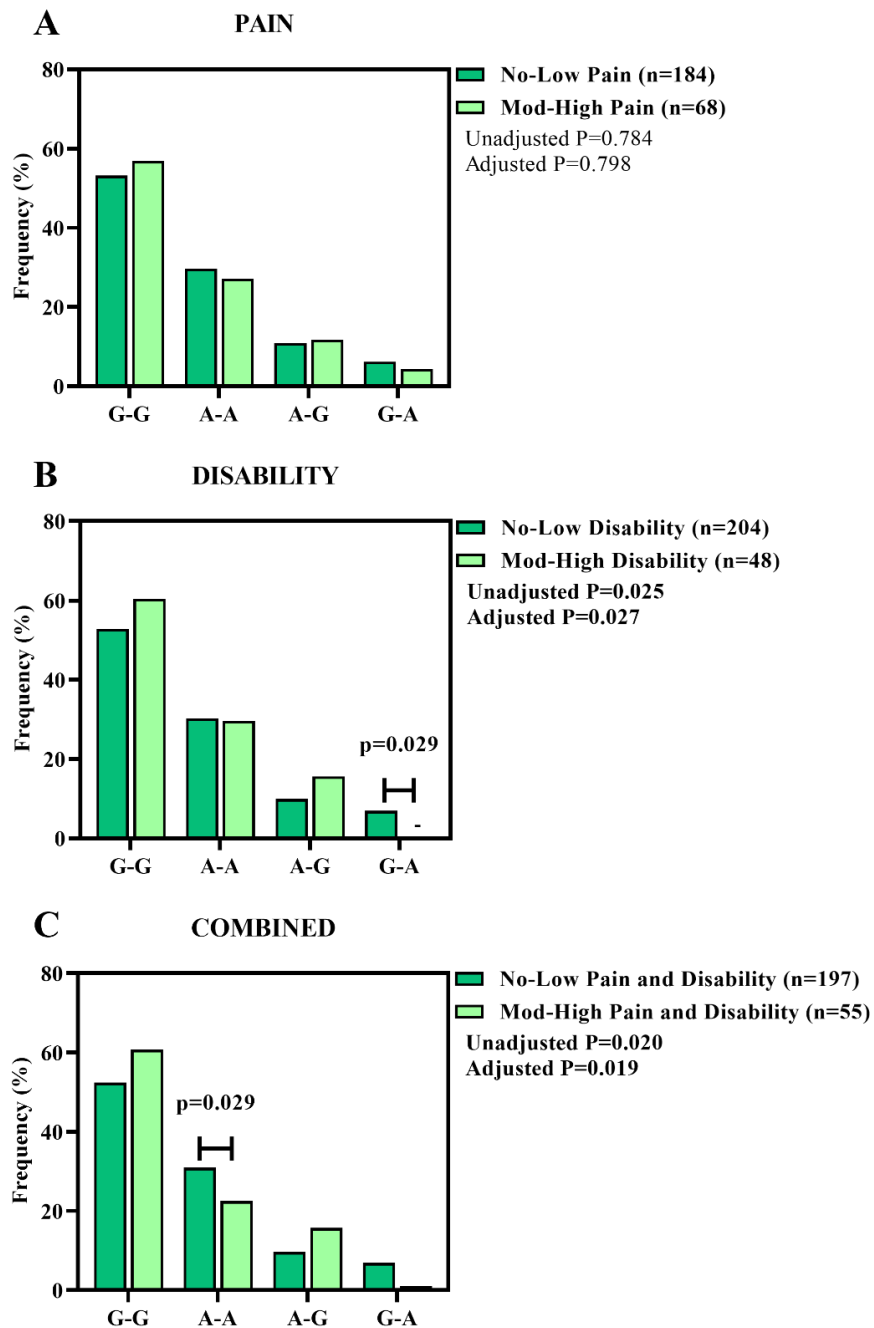 A
PAIN
80
60
40
20
0
Frequency (%)
G-G A-A A-G G-A
No-Low Pain (n=184)
Mod-High Pain (n=68)
Unadjusted P=0.784
Adjusted P=0.798
B
DISABILITY
80
60
40
20
0
Frequency (%)
p=0.029
-
G-G A-A A-G G-A
No-Low Disability (n=204)
Mod-High Disability (n=48)
Unadjusted P=0.025
Adjusted P=0.027
C
COMBINED
80
60
40
20
0
Frequency (%)
p=0.029
G-G A-A A-G G-A
No-Low Pain and Disability (n=197)
Mod-High Pain and Disability (n=55)
Unadjusted P=0.020
Adjusted P=0.019